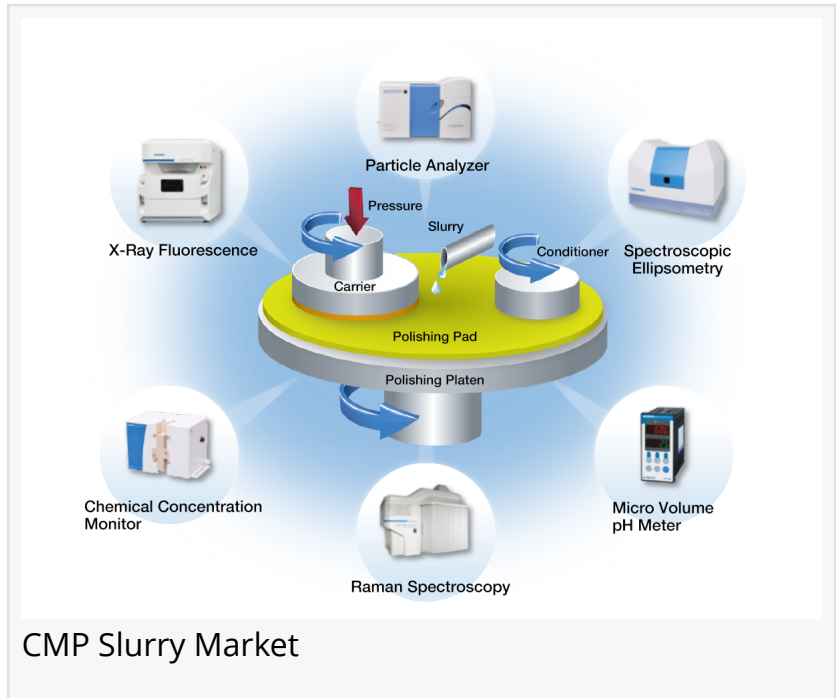 Particle Analyzer
X-Ray Fluorescence
Pressure
Slurry
Conditioner
Spectroscopic
Ellipsometry
Carrier
Polishing Pad
Polishing Platen
Chemical Concentration
Monitor
Micro Volume
pH Meter
Raman Spectroscopy
CMP Slurry Market